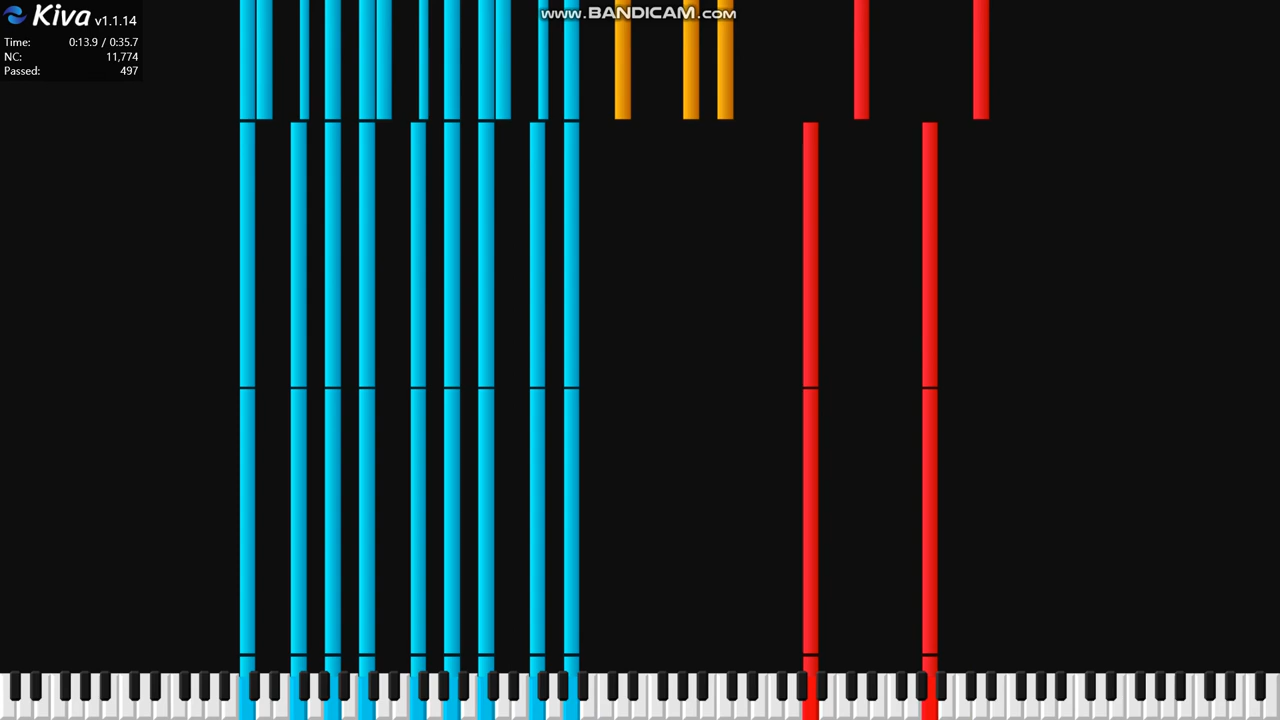 Kiva v1.1.14
Time: 0:13.9 / 0:35.7
NC: 11,774
Passed: 497
www.BANDICAM.com